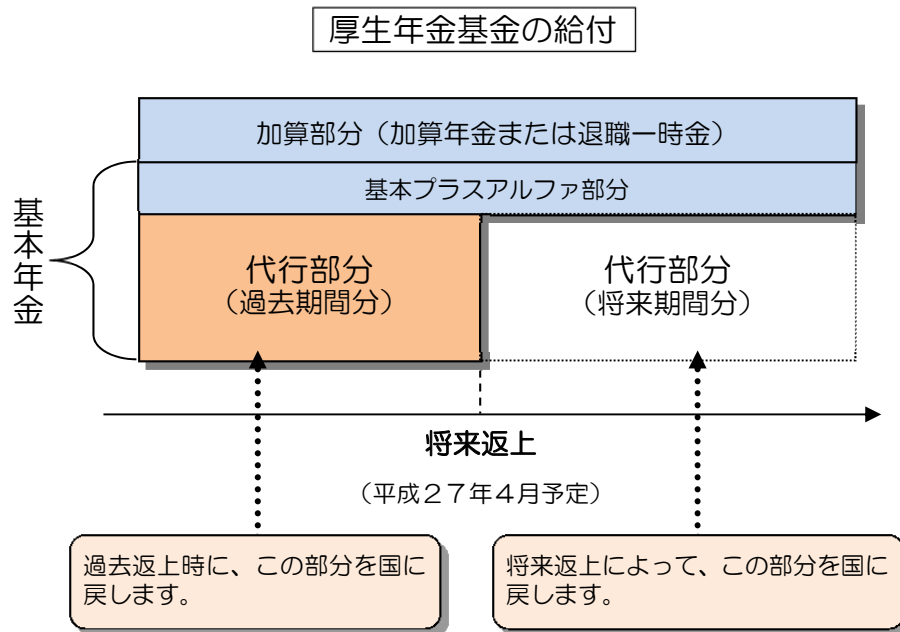 厚生年金基金の給付
加算部分（加算年金または退職一時金）
基本プラスアルファ部分
基本年金
代行部分
（過去期間分）
代行部分
（将来期間分）
将来返上
（平成２７年４月予定）
過去返上時に、この部分を国に
戻します。
将来返上によって、この部分を国に
戻します。